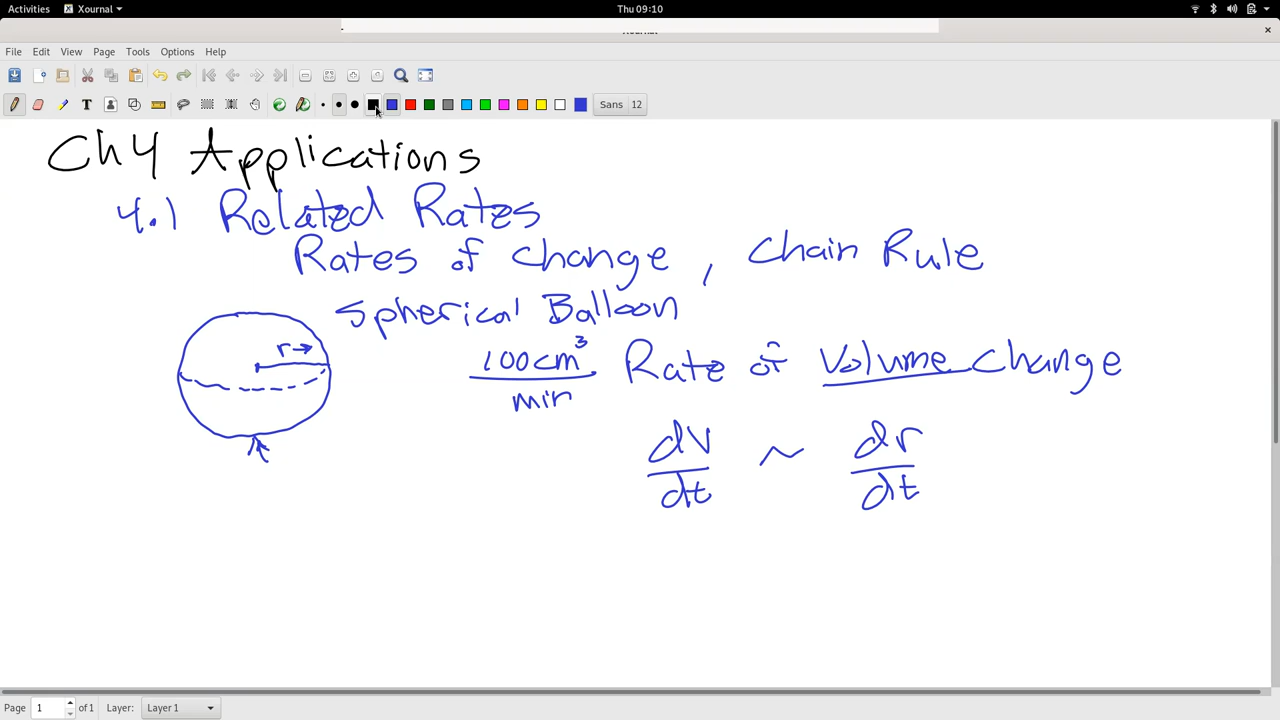 Activities Xournal Thu 09:10
File Edit View Page Tools Options Help
T Sans 12
Ch 4 Applications
4.1 Related Rates
Rates of change , Chain Rule
Spherical Balloon
r→
100cm³/min Rate of Volume Change
dV/dt ~ dr/dt
Page 1 of 1 Layer: Layer 1